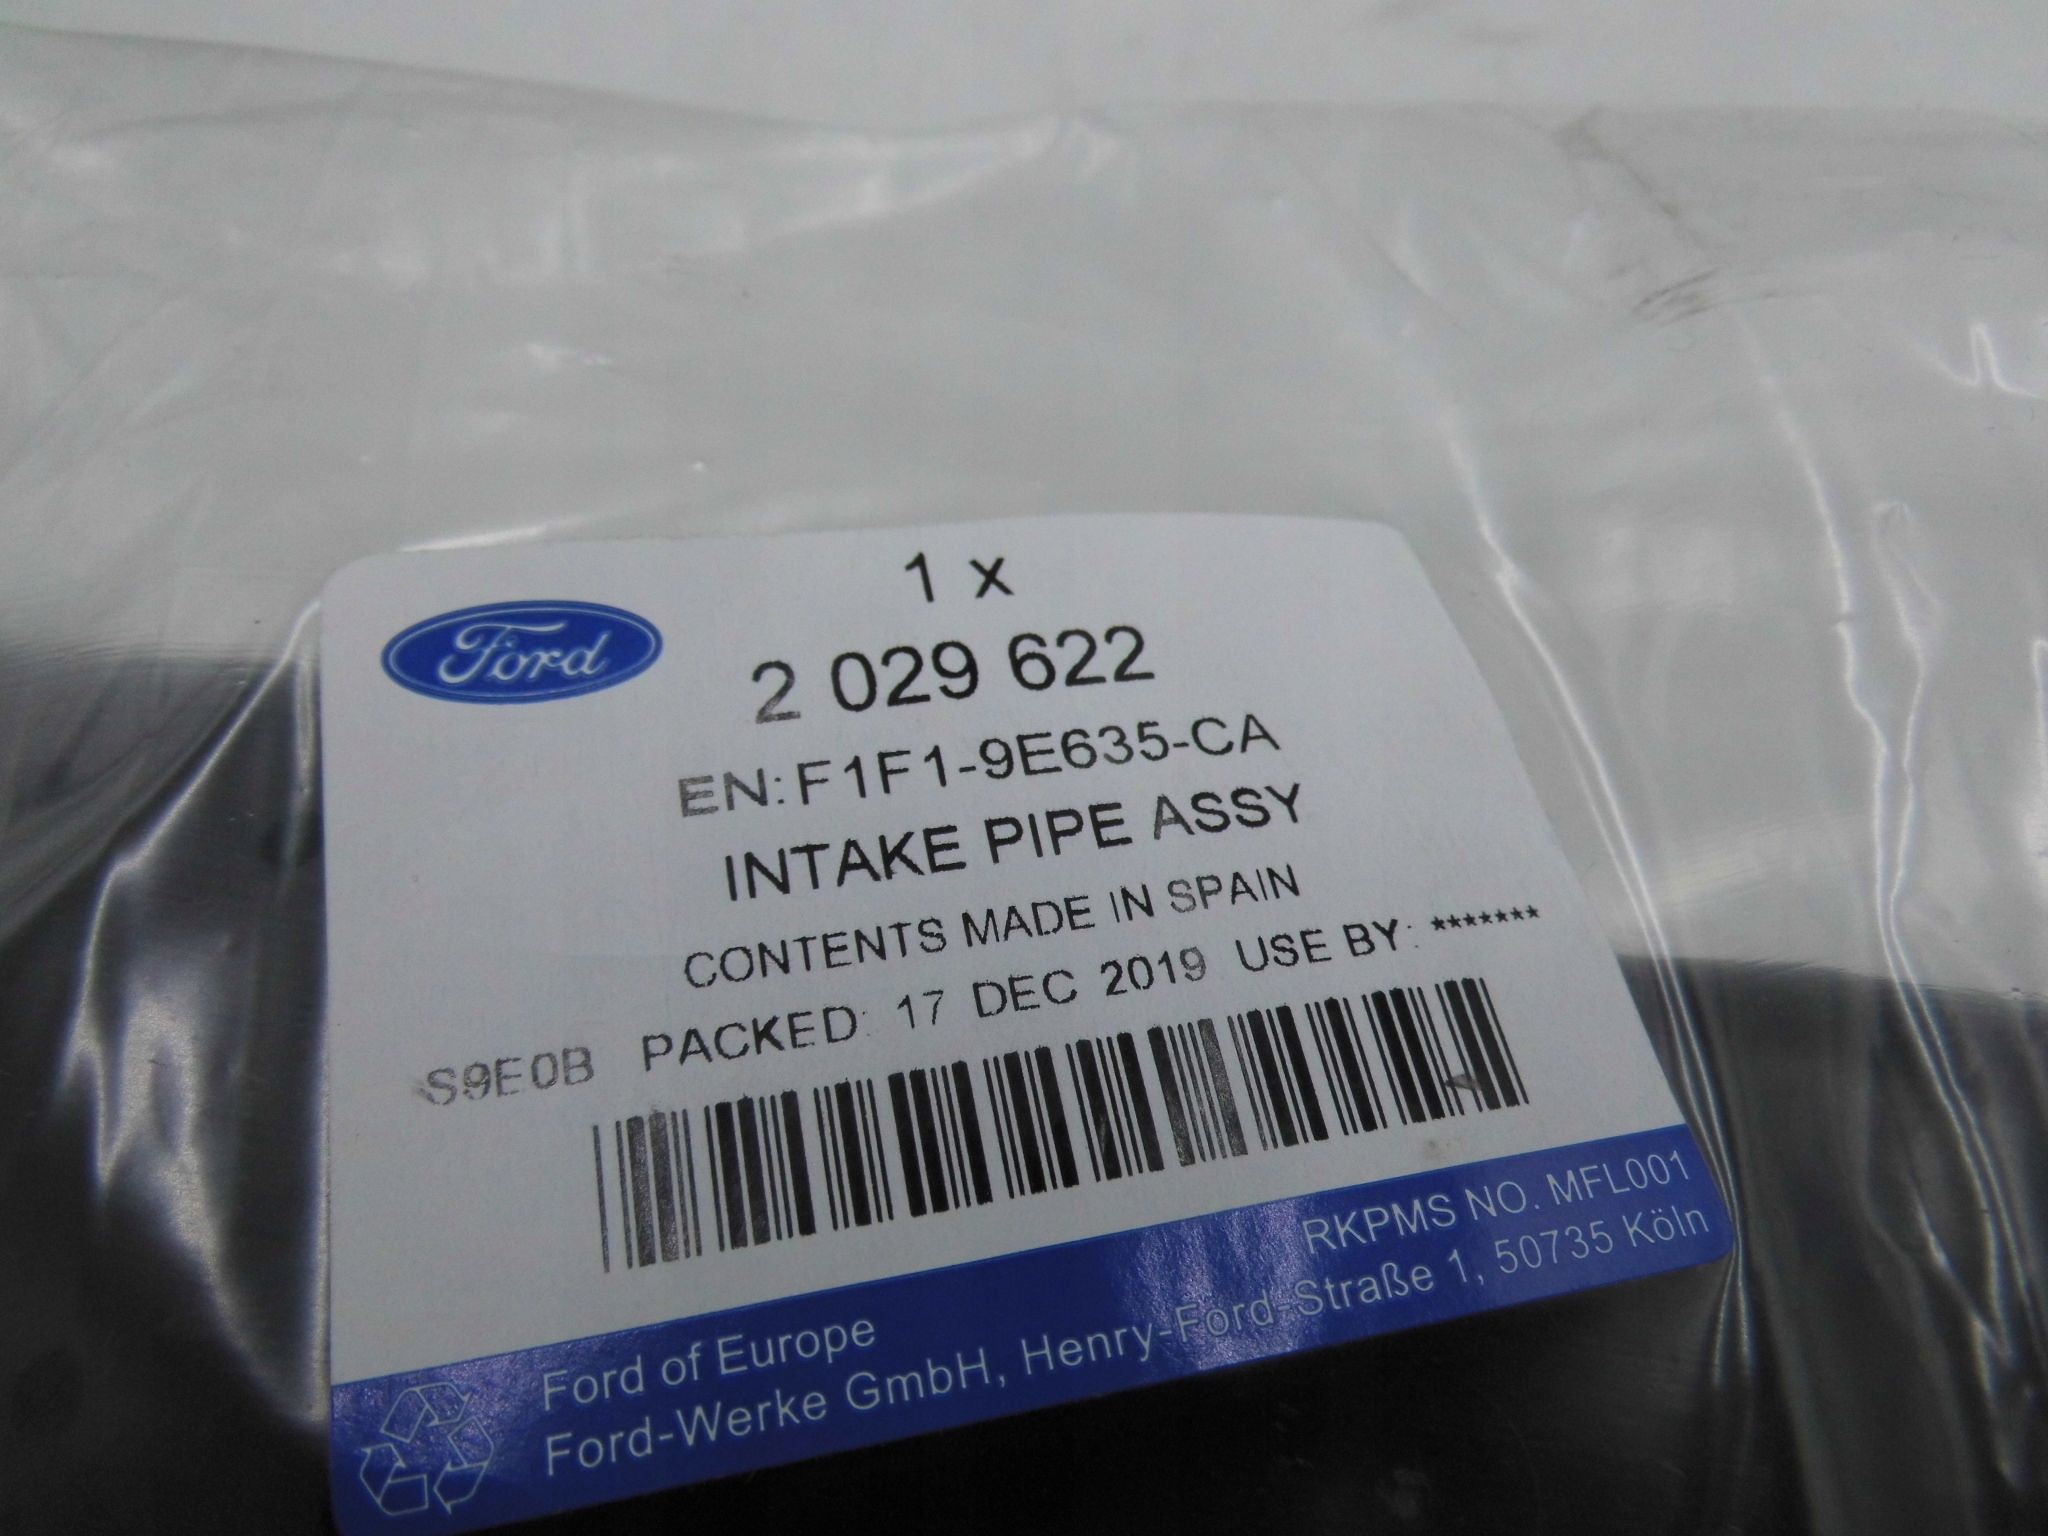 1 x
Ford
2 029 622
EN:F1F1-9E635-CA
INTAKE PIPE ASSY
CONTENTS MADE IN SPAIN
S9E0B PACKED: 17 DEC 2019 USE BY: *******
RKPMS NO. MFL001
Ford of Europe
Ford-Werke GmbH, Henry-Ford-Straße 1, 50735 Köln